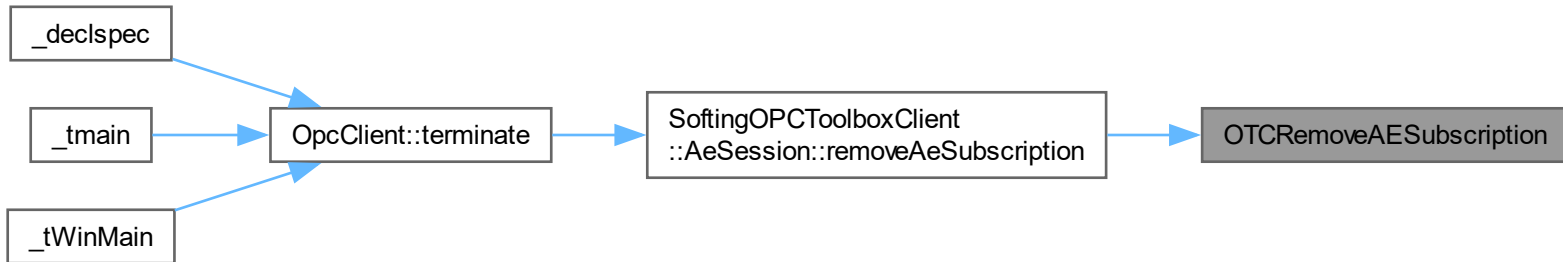 _declspec
_tmain
_tWinMain
OpcClient::terminate
SoftingOPCToolboxClient
::AeSession::removeAeSubscription
OTCRemoveAESubscription